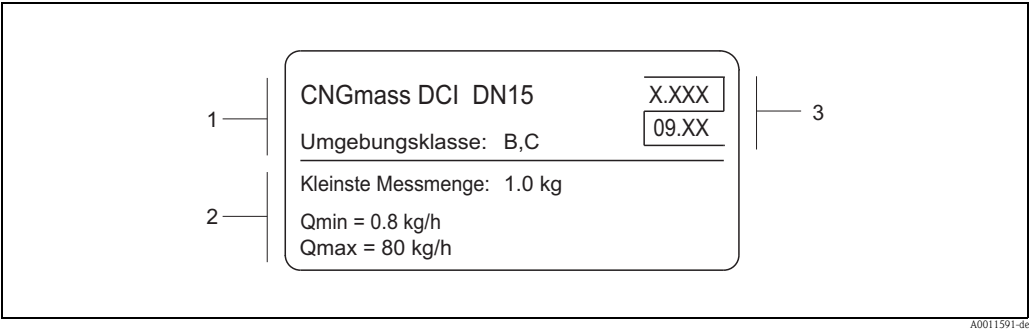 CNGmass DCI DN15
X.XXX
1
3
09.XX
Umgebungsklasse: B,C
Kleinste Messmenge: 1.0 kg
2
Qmin = 0.8 kg/h
Qmax = 80 kg/h
A0011591-de